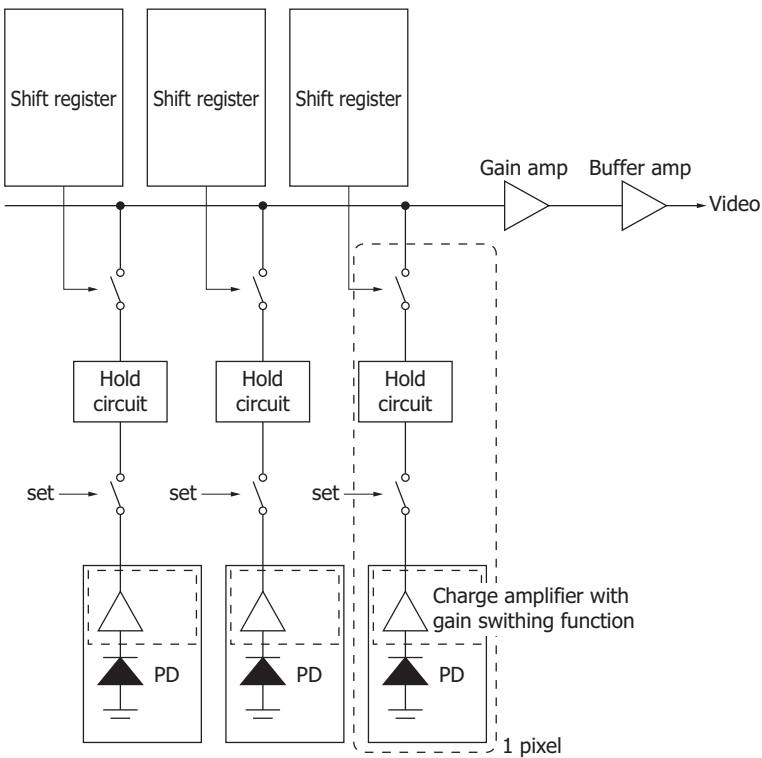 Shift register
Shift register
Shift register
Gain amp
Buffer amp
Video
Hold
circuit
Hold
circuit
Hold
circuit
set
set
set
Charge amplifier with
gain swithing function
PD
PD
PD
1 pixel